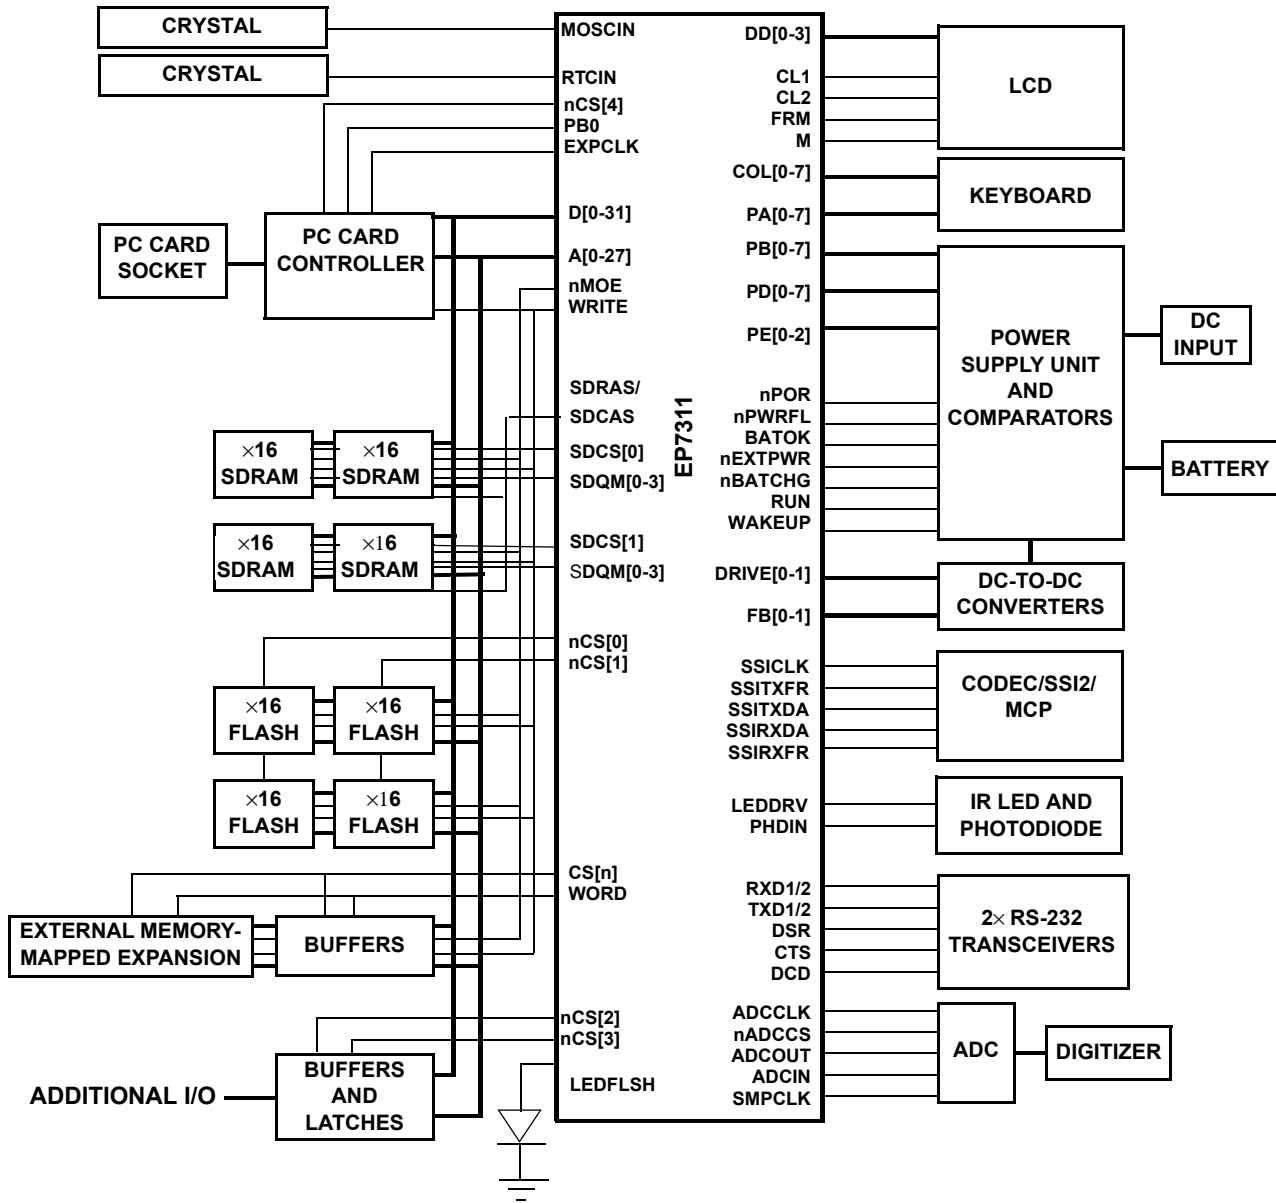 CRYSTAL
CRYSTAL
PC CARD
SOCKET
PC CARD
CONTROLLER
×16
SDRAM
×16
SDRAM
×16
SDRAM
×16
SDRAM
×16
FLASH
×16
FLASH
×16
FLASH
×16
FLASH
EXTERNAL MEMORY-
MAPPED EXPANSION
BUFFERS
ADDITIONAL I/O
BUFFERS
AND
LATCHES
MOSCIN
RTCIN
nCS[4]
PB0
EXPCLK
D[0-31]
A[0-27]
nMOE
WRITE
SDRAS/
SDCAS
SDCS[0]
SDQM[0-3]
SDCS[1]
SDQM[0-3]
nCS[0]
nCS[1]
CS[n]
WORD
nCS[2]
nCS[3]
LEDFLSH
EP7311
DD[0-3]
CL1
CL2
FRM
M
COL[0-7]
PA[0-7]
PB[0-7]
PD[0-7]
PE[0-2]
nPOR
nPWRFL
BATOK
nEXTPWR
nBATCHG
RUN
WAKEUP
DRIVE[0-1]
FB[0-1]
SSICLK
SSITXFR
SSITXDA
SSIRXDA
SSIRXFR
LEDDRV
PHDIN
RXD1/2
TXD1/2
DSR
CTS
DCD
ADCCLK
nADCCS
ADCOUT
ADCIN
SMPCLK
LCD
KEYBOARD
POWER
SUPPLY UNIT
AND
COMPARATORS
DC
INPUT
BATTERY
DC-TO-DC
CONVERTERS
CODEC/SSI2/
MCP
IR LED AND
PHOTODIODE
2× RS-232
TRANSCEIVERS
ADC
DIGITIZER